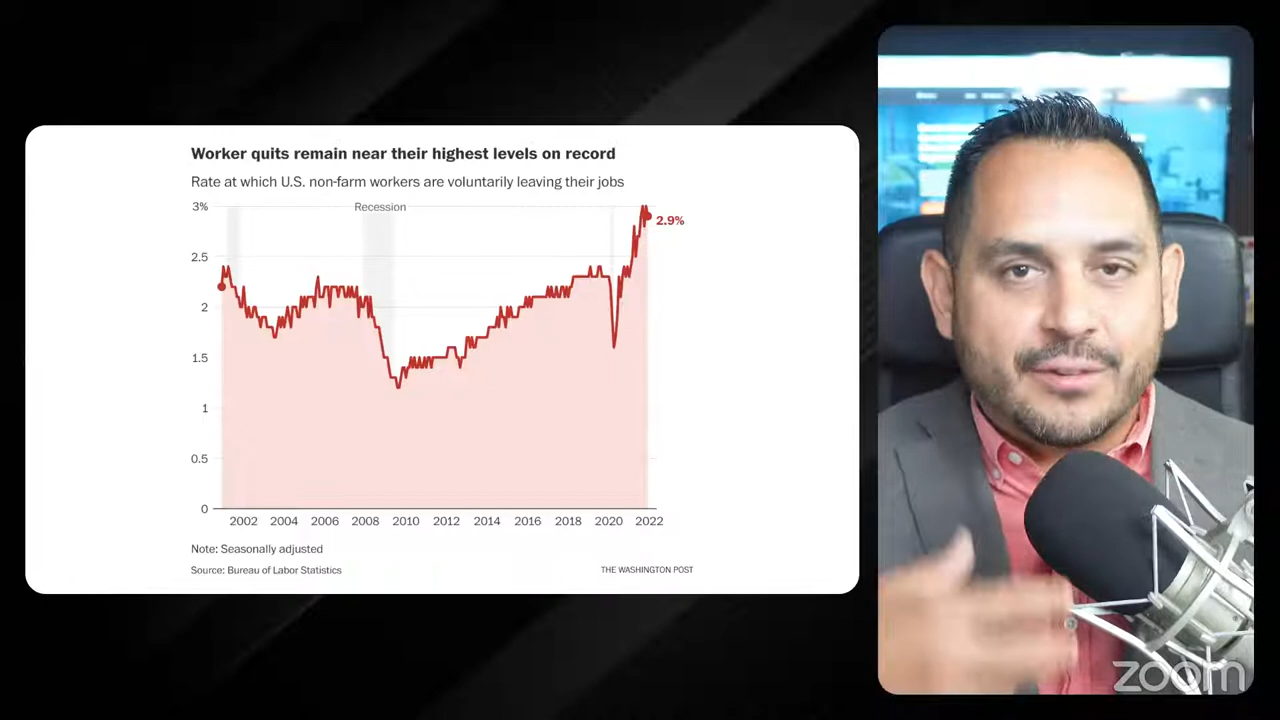 Worker quits remain near their highest levels on record
Rate at which U.S. non-farm workers are voluntarily leaving their jobs
3%
Recession
2.9%
2.5
2
1.5
1
0.5
0
2002 2004 2006 2008 2010 2012 2014 2016 2018 2020 2022
Note: Seasonally adjusted
Source: Bureau of Labor Statistics
THE WASHINGTON POST
zoom